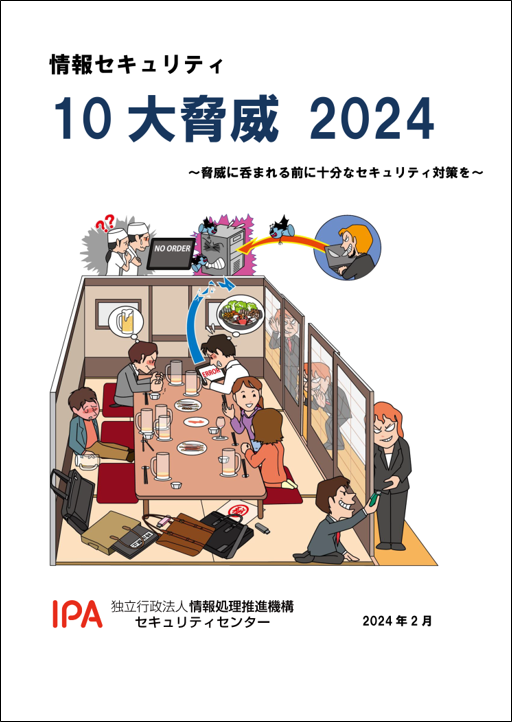 情報セキュリティ
10 大脅威 2024
～脅威に呑まれる前に十分なセキュリティ対策を～
??
NO ORDER
ERROR
IPA 独立行政法人情報処理推進機構
セキュリティセンター
2024 年 2 月